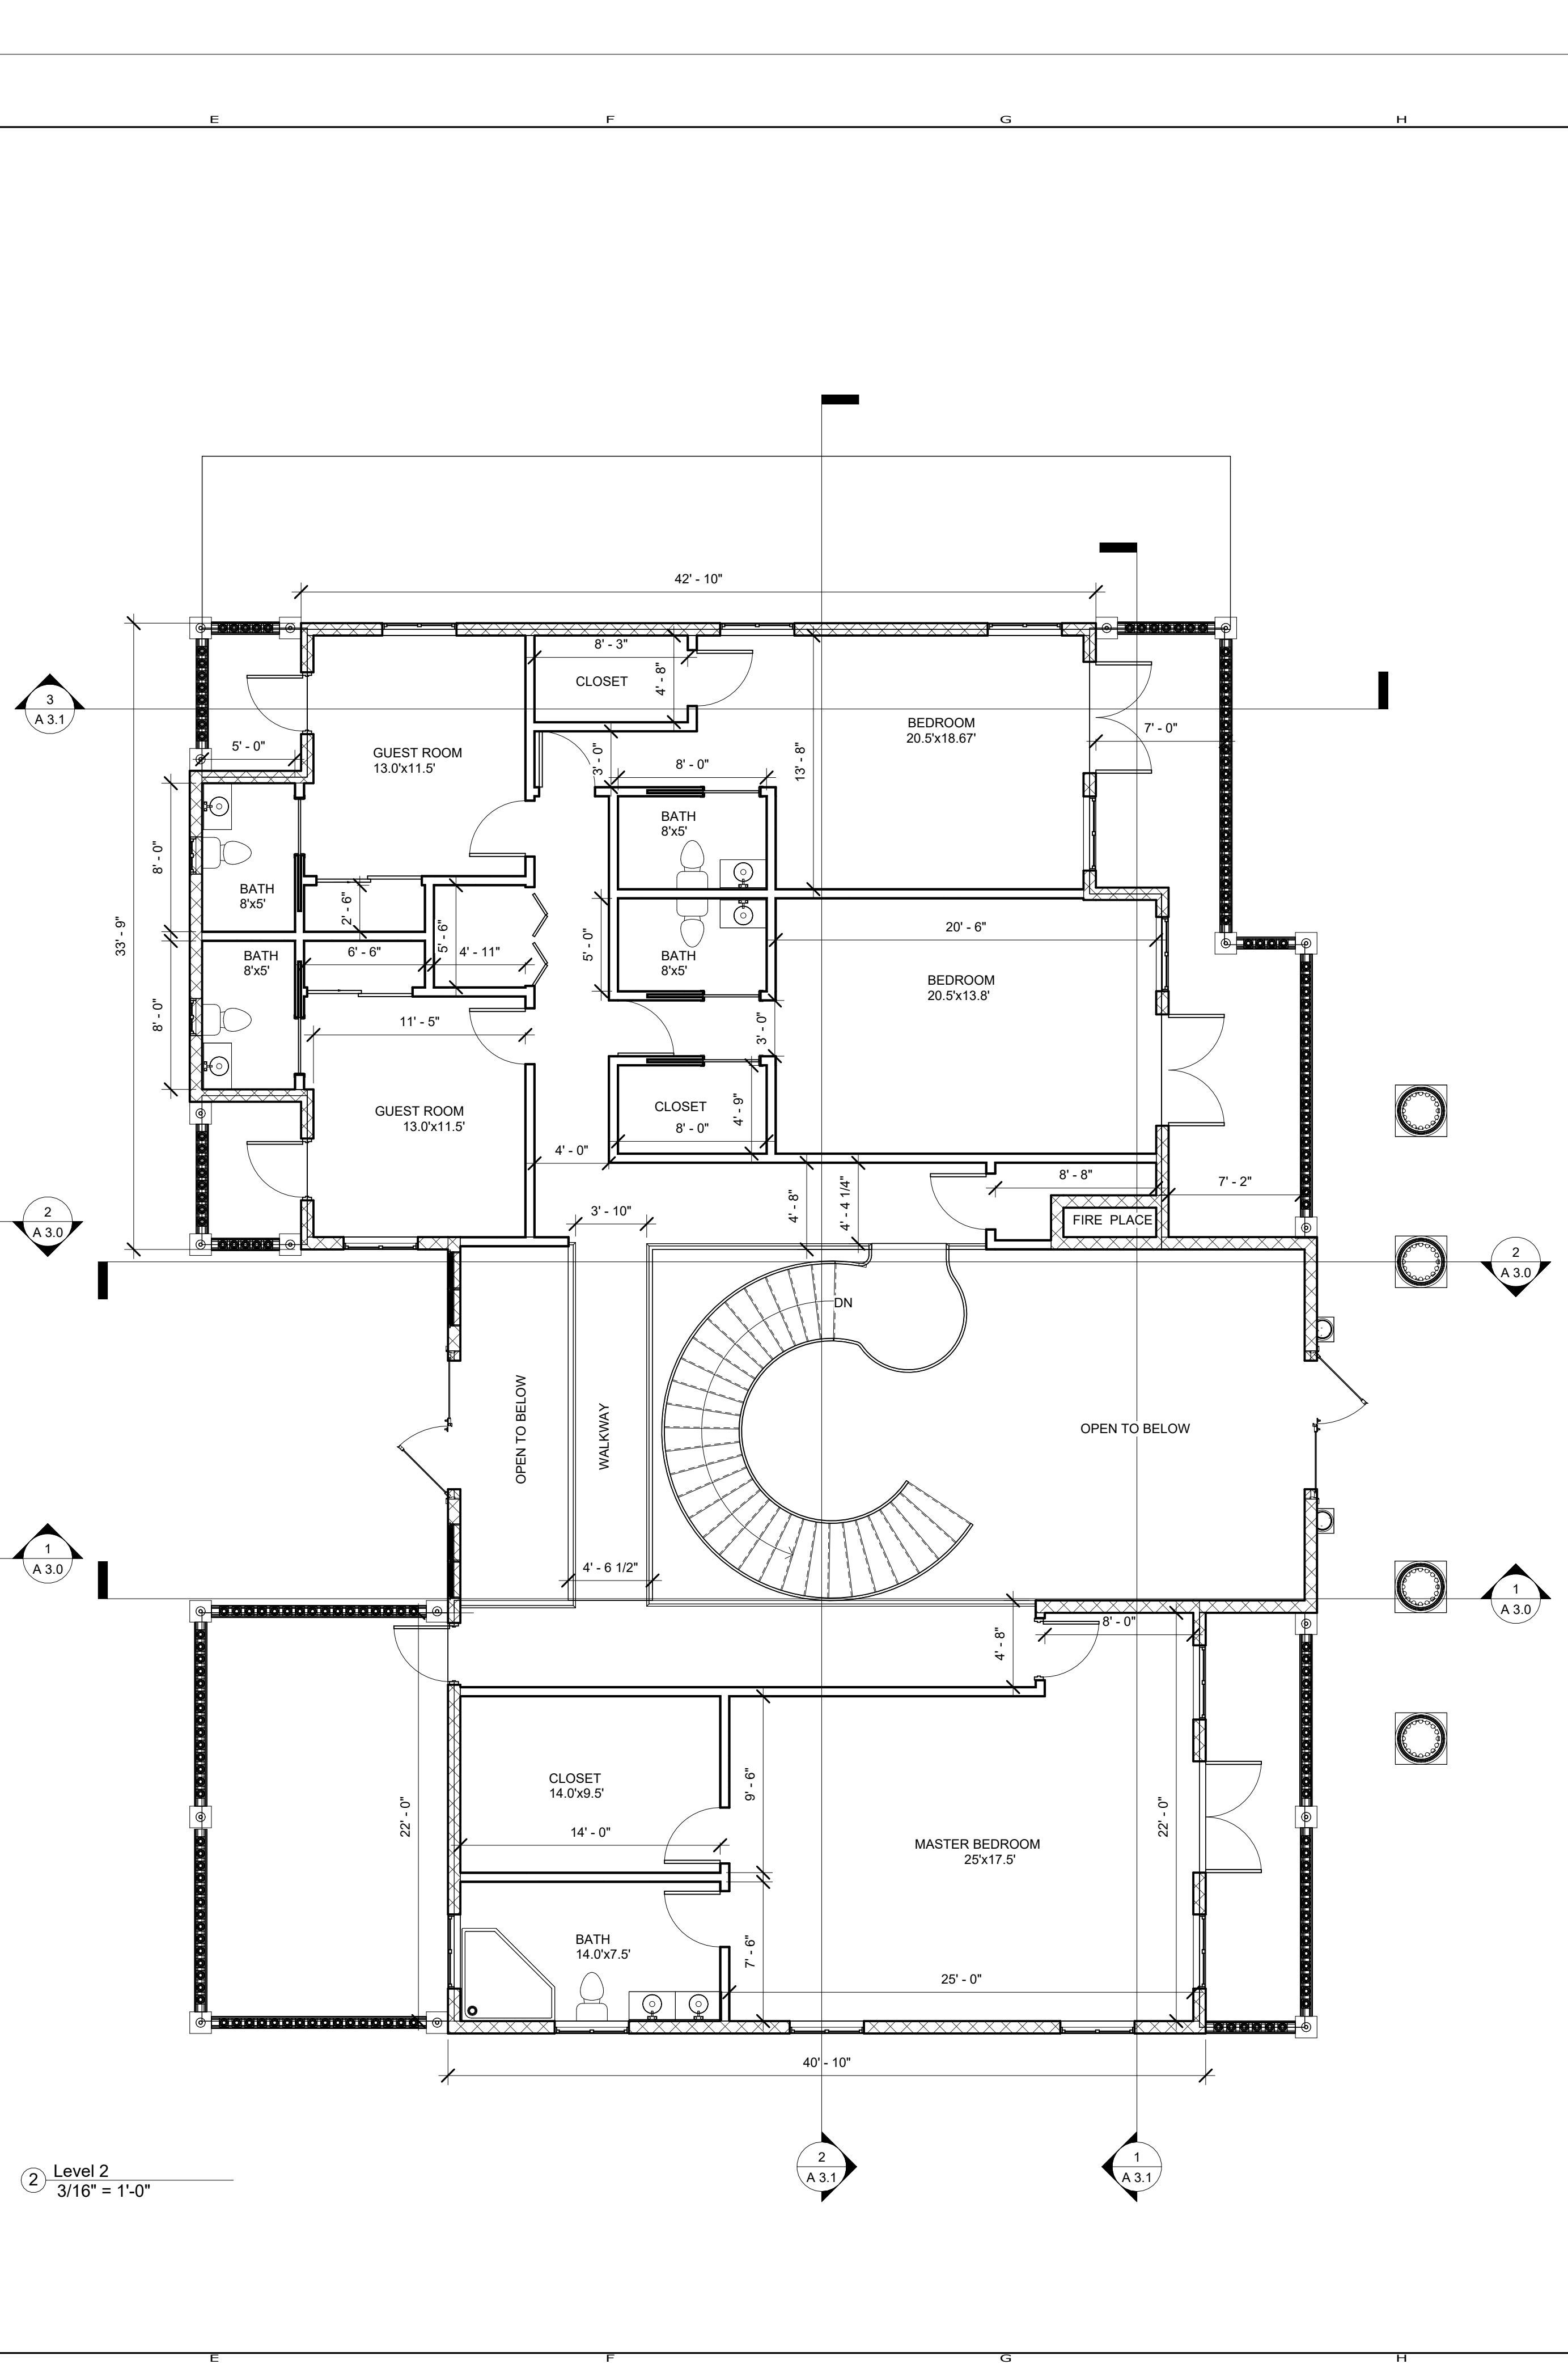 E F G H
42' - 10"
8' - 3"
CLOSET
4' - 8"
3
A 3.1
BEDROOM
20.5'x18.67'
7' - 0"
5' - 0"
GUEST ROOM
13.0'x11.5'
3' - 0"
13' - 8"
8' - 0"
BATH
8'x5'
8' - 0"
BATH
8'x5'
2' - 6"
5' - 6"
33' - 9"
6' - 6"
4' - 11"
5' - 0"
20' - 6"
BATH
8'x5'
BATH
8'x5'
BEDROOM
20.5'x13.8'
8' - 0"
11' - 5"
3' - 0"
GUEST ROOM
13.0'x11.5'
CLOSET
8' - 0"
4' - 9"
4' - 0"
8' - 8"
7' - 2"
4' - 8"
4' - 4 1/4"
3' - 10"
FIRE PLACE
2
A 3.0
2
A 3.0
DN
OPEN TO BELOW
WALKWAY
OPEN TO BELOW
1
A 3.0
4' - 6 1/2"
1
A 3.0
8' - 0"
4' - 8"
CLOSET
14.0'x9.5'
9' - 6"
14' - 0"
22' - 0"
22' - 0"
MASTER BEDROOM
25'x17.5'
BATH
14.0'x7.5'
7' - 6"
25' - 0"
40' - 10"
2
A 3.1
1
A 3.1
2
Level 2
3/16" = 1'-0"
E F G H